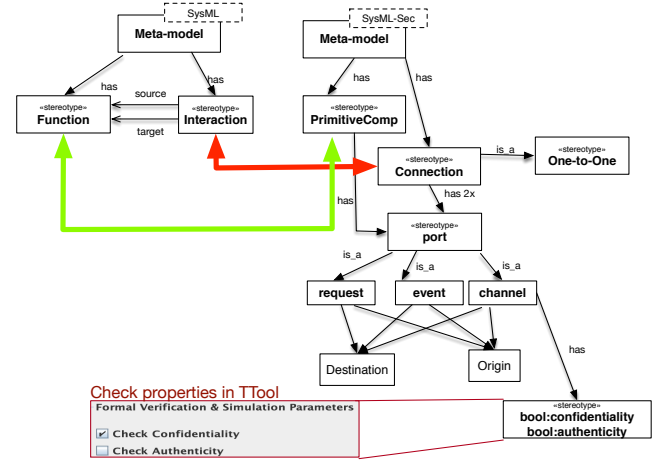 SysML
SysML-Sec
Meta-model
Meta-model
has
has
has
has
«stereotype»
Function
source
target
«stereotype»
Interaction
«stereotype»
PrimitiveComp
«stereotype»
Connection
is_a
«stereotype»
One-to-One
has
has 2x
«stereotype»
port
is_a
is_a
is_a
request
event
channel
has
Destination
Origin
Check properties in TTool
Formal Verification & Simulation Parameters
Check Confidentiality
Check Authenticity
«stereotype»
bool:confidentiality
bool:authenticity